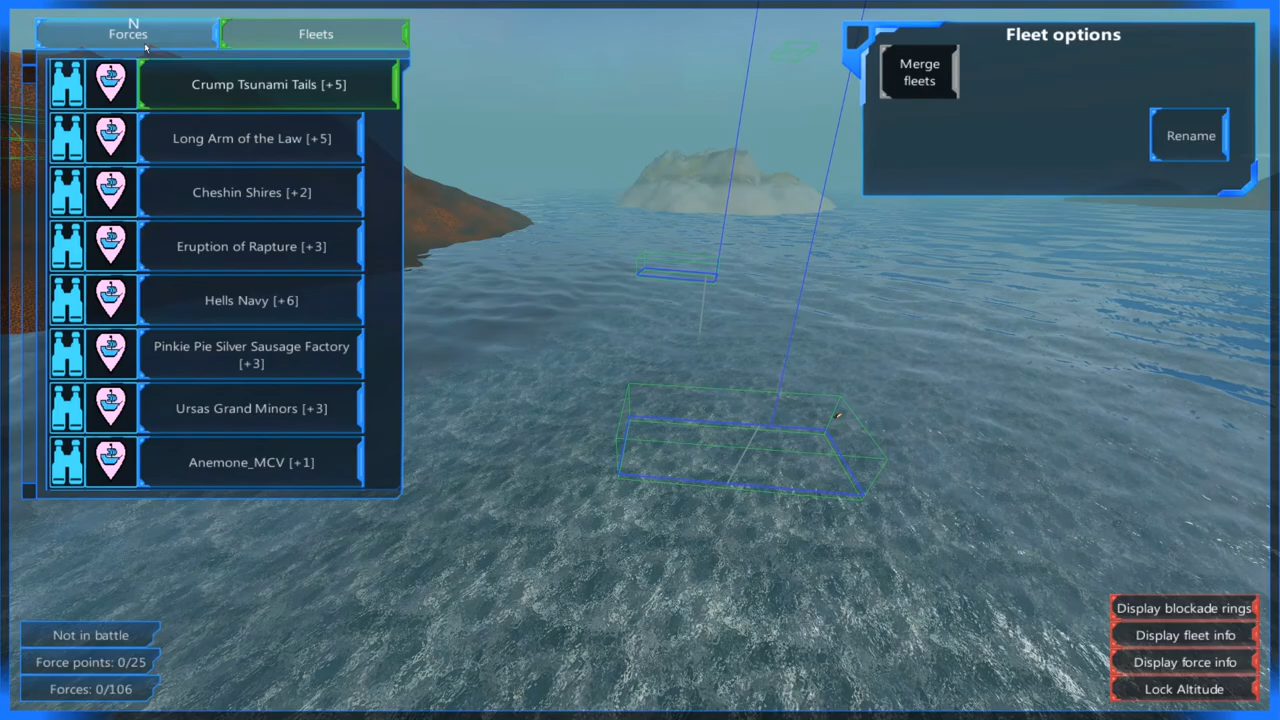 N
Forces
Fleets
Crump Tsunami Tails [+5]
Long Arm of the Law [+5]
Cheshin Shires [+2]
Eruption of Rapture [+3]
Hells Navy [+6]
Pinkie Pie Silver Sausage Factory
[+3]
Ursas Grand Minors [+3]
Anemone_MCV [+1]
Fleet options
Merge
fleets
Rename
Not in battle
Force points: 0/25
Forces: 0/106
Display blockade rings
Display fleet info
Display force info
Lock Altitude